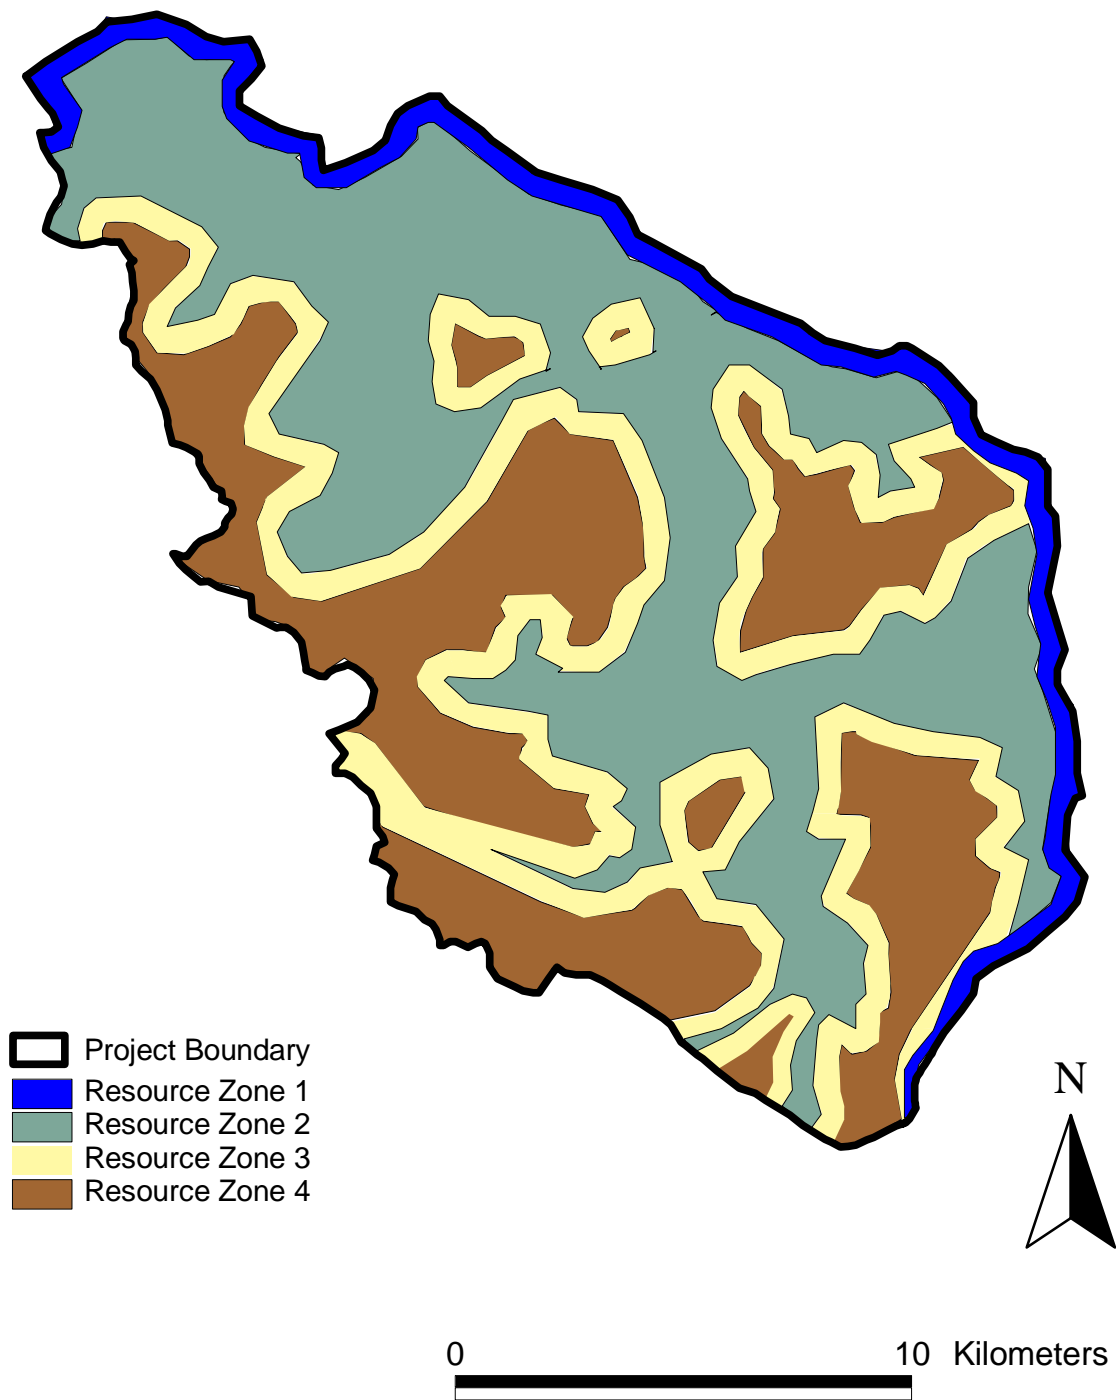 Project Boundary
Resource Zone 1
Resource Zone 2
Resource Zone 3
Resource Zone 4
N
0 10 Kilometers